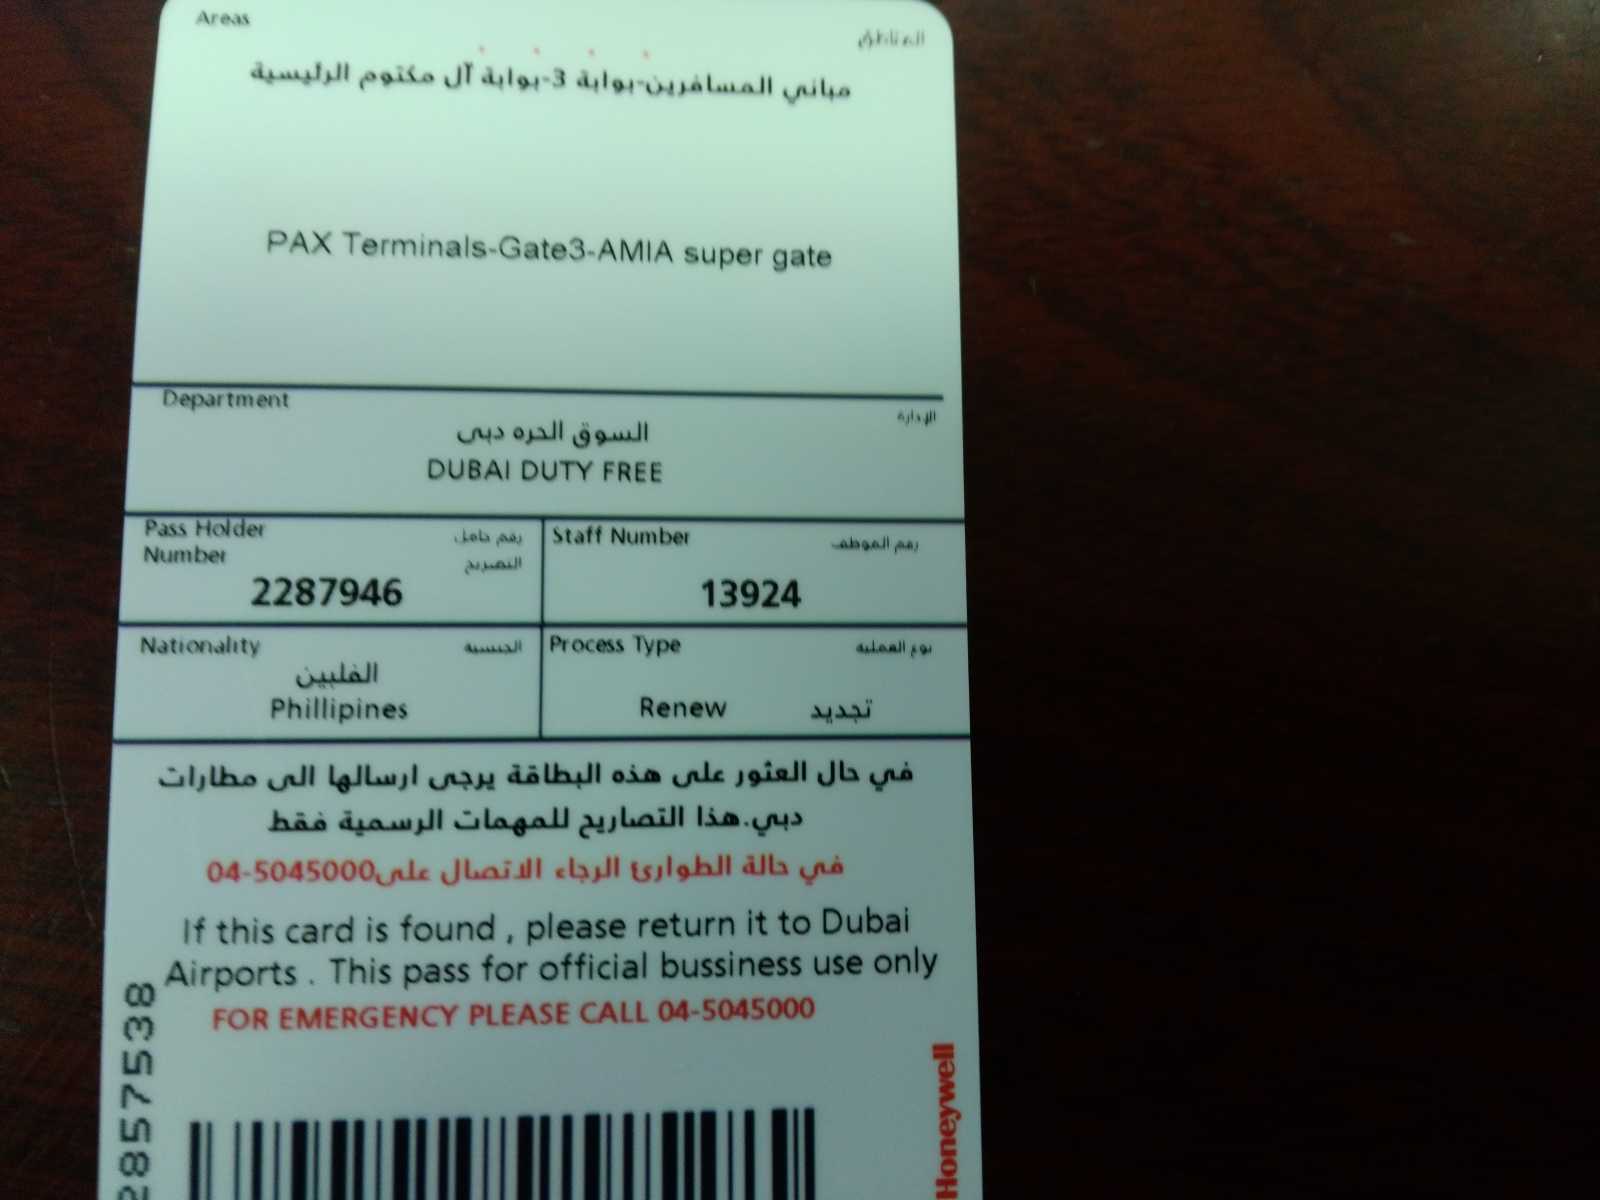 Areas
المناطق
مباني المسافرين-بوابة 3-بوابة آل مكتوم الرئيسية
PAX Terminals-Gate3-AMIA super gate
Department
الإدارة
السوق الحره دبى
DUBAI DUTY FREE
Pass Holder
Number
رقم حامل
التصريح
2287946
Staff Number
رقم الموظف
13924
Nationality
الجنسية
الفلبين
Phillipines
Process Type
نوع العملية
Renew تجديد
في حال العثور على هذه البطاقة يرجى ارسالها الى مطارات
دبي.هذا التصاريح للمهمات الرسمية فقط
في حالة الطوارئ الرجاء الاتصال على04-5045000
If this card is found , please return it to Dubai
Airports . This pass for official bussiness use only
FOR EMERGENCY PLEASE CALL 04-5045000
2857538
Honeywell